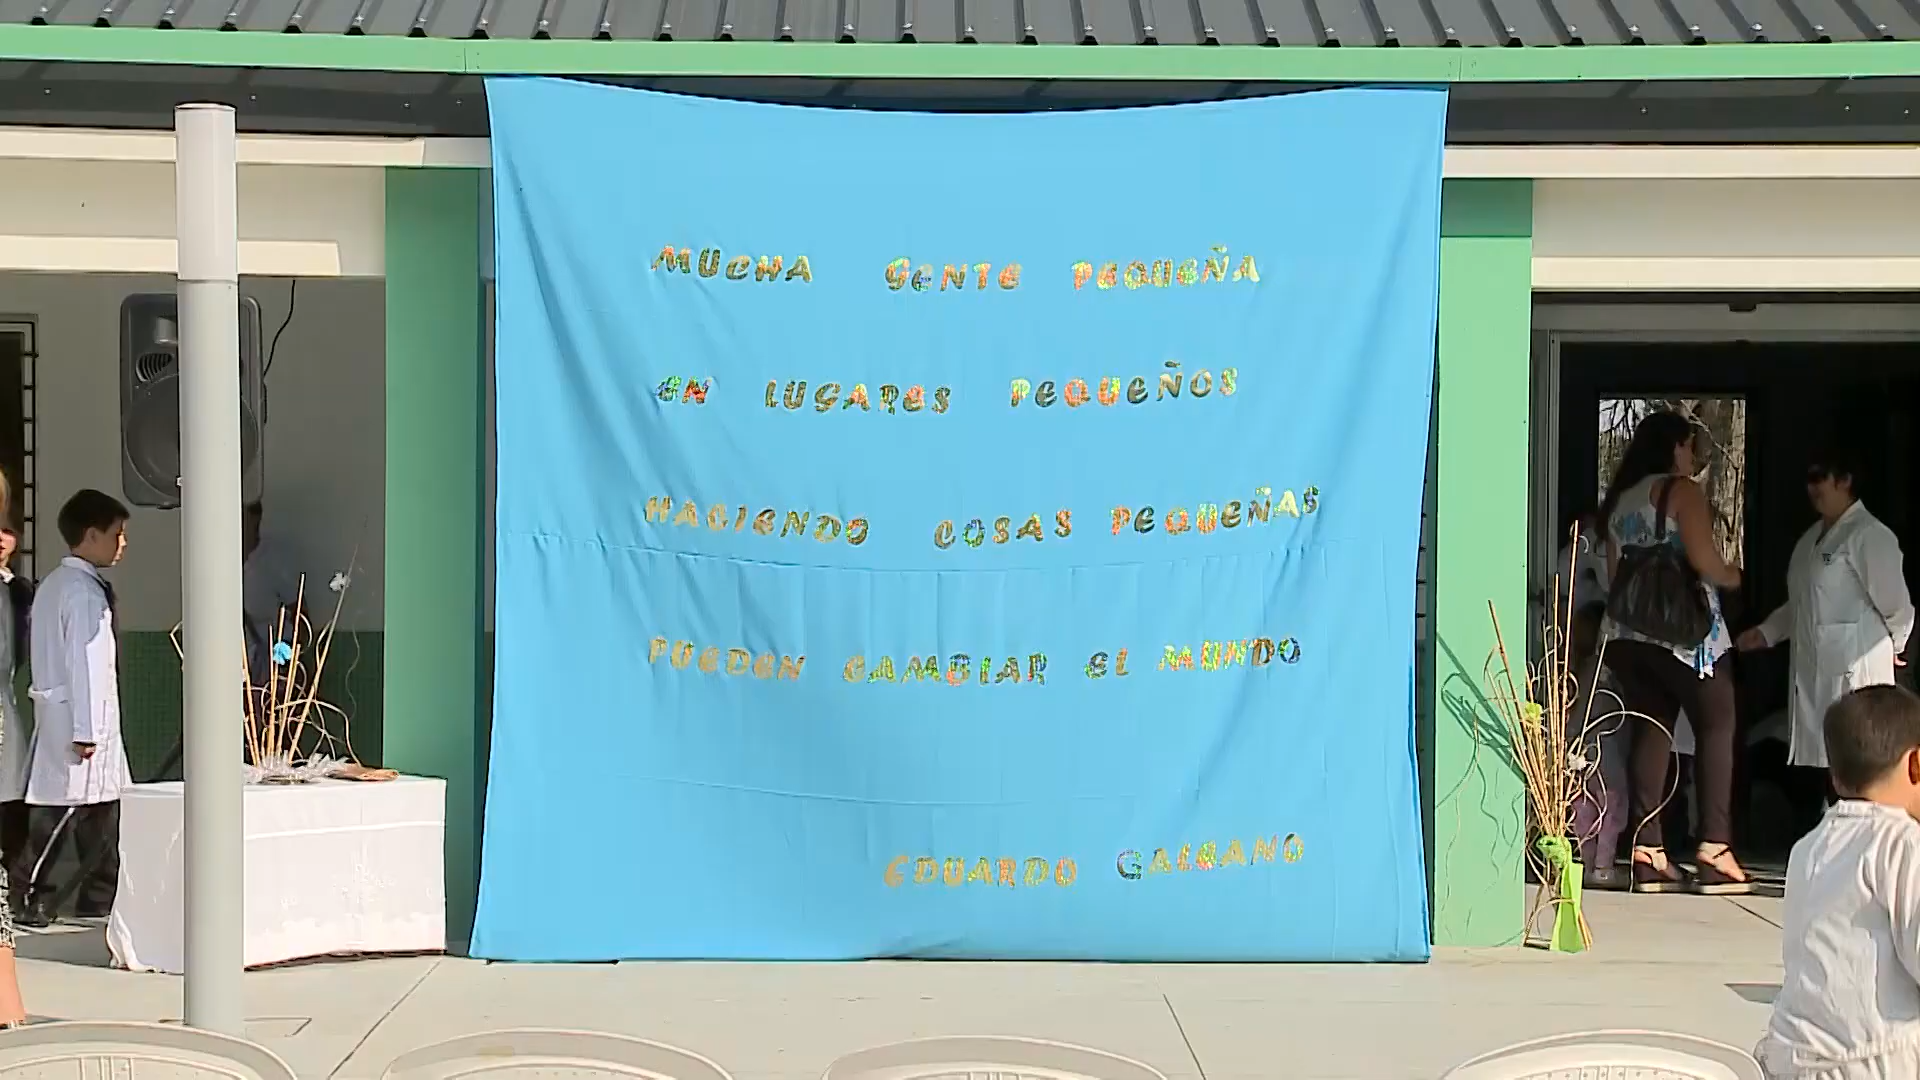 MUCHA GENTE PEQUEÑA
EN LUGARES PEQUEÑOS
HACIENDO COSAS PEQUEÑAS
PUEDEN CAMBIAR EL MUNDO
EDUARDO GALEANO